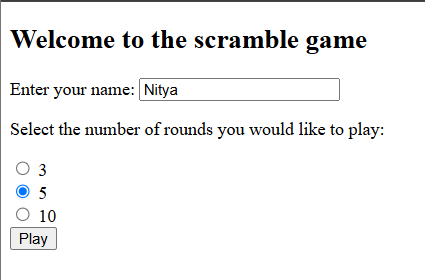 Welcome to the scramble game
Enter your name: Nitya
Select the number of rounds you would like to play:
3
5
10
Play